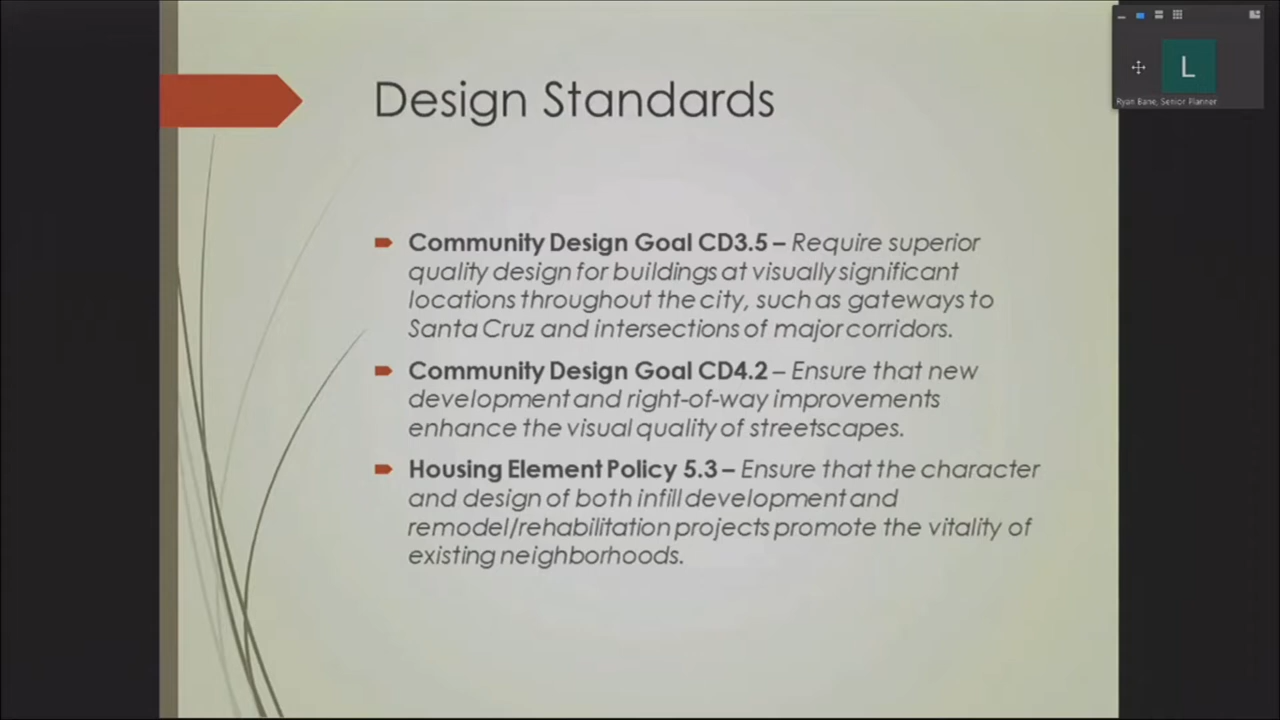 Design Standards
L
Ryan Bane, Senior Planner
Community Design Goal CD3.5 – Require superior
quality design for buildings at visually significant
locations throughout the city, such as gateways to
Santa Cruz and intersections of major corridors.
Community Design Goal CD4.2 – Ensure that new
development and right-of-way improvements
enhance the visual quality of streetscapes.
Housing Element Policy 5.3 – Ensure that the character
and design of both infill development and
remodel/rehabilitation projects promote the vitality of
existing neighborhoods.